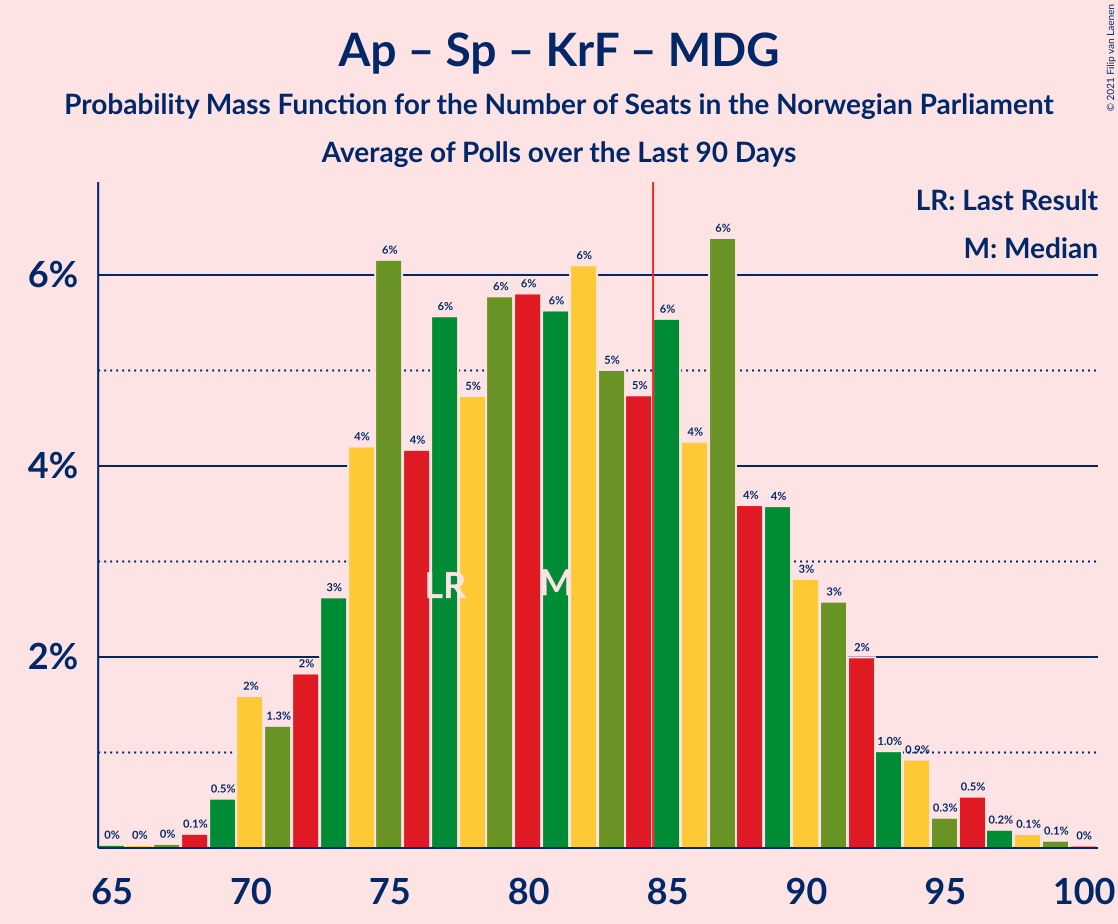 Ap – Sp – KrF – MDG
Probability Mass Function for the Number of Seats in the Norwegian Parliament
Average of Polls over the Last 90 Days
© 2021 Filip van Laenen
LR: Last Result
M: Median
6%
4%
2%
0% 0% 0% 0.1% 0.5% 2% 1.3% 2% 3% 4% 6% 4% 6% 5% 6% 6% 6% 6% 5% 5% 6% 4% 6% 4% 4% 3% 3% 2% 1.0% 0.9% 0.3% 0.5% 0.2% 0.1% 0.1% 0%
LR M
65 70 75 80 85 90 95 100